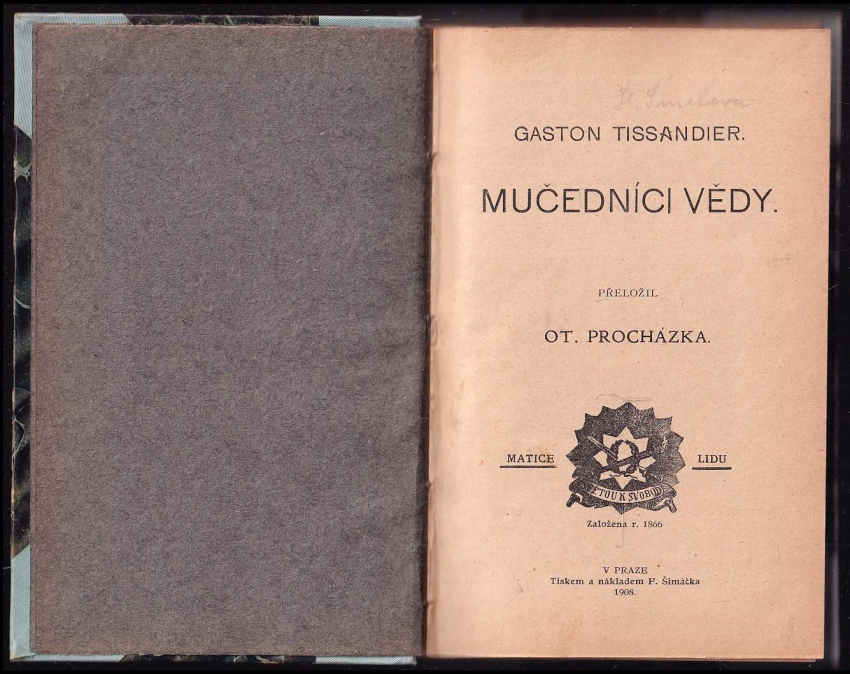 GASTON TISSANDIER.
MUČEDNÍCI VĚDY.
PŘELOŽIL
OT. PROCHÁZKA.
MATICE LIDU
Založena r. 1866
V PRAZE
Tiskem a nákladem F. Šimáčka
1908.